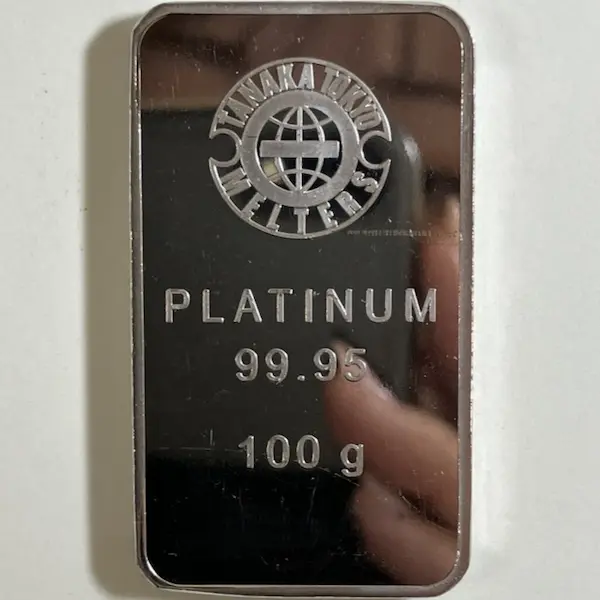 TANAKA TOKYO
MELTERS
PLATINUM
99.95
100 g